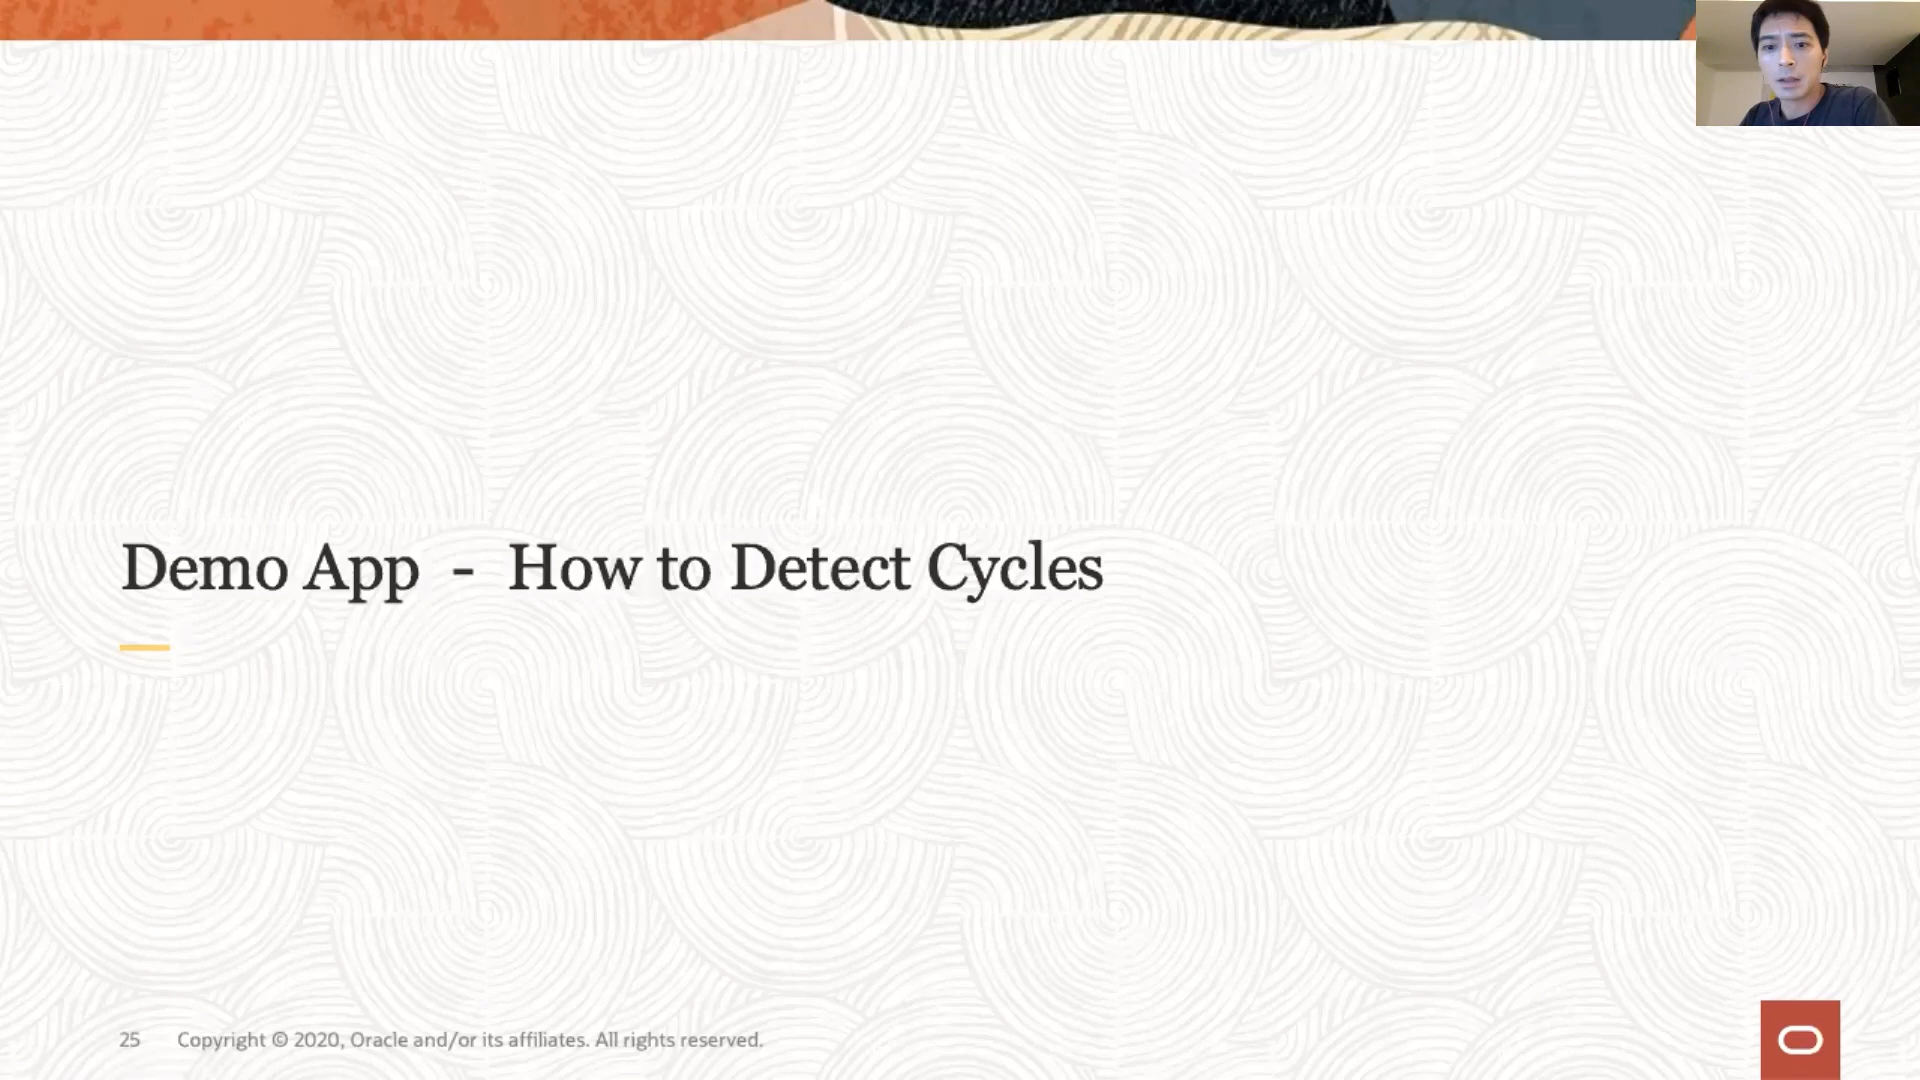 Demo App - How to Detect Cycles
25 Copyright © 2020, Oracle and/or its affiliates. All rights reserved.